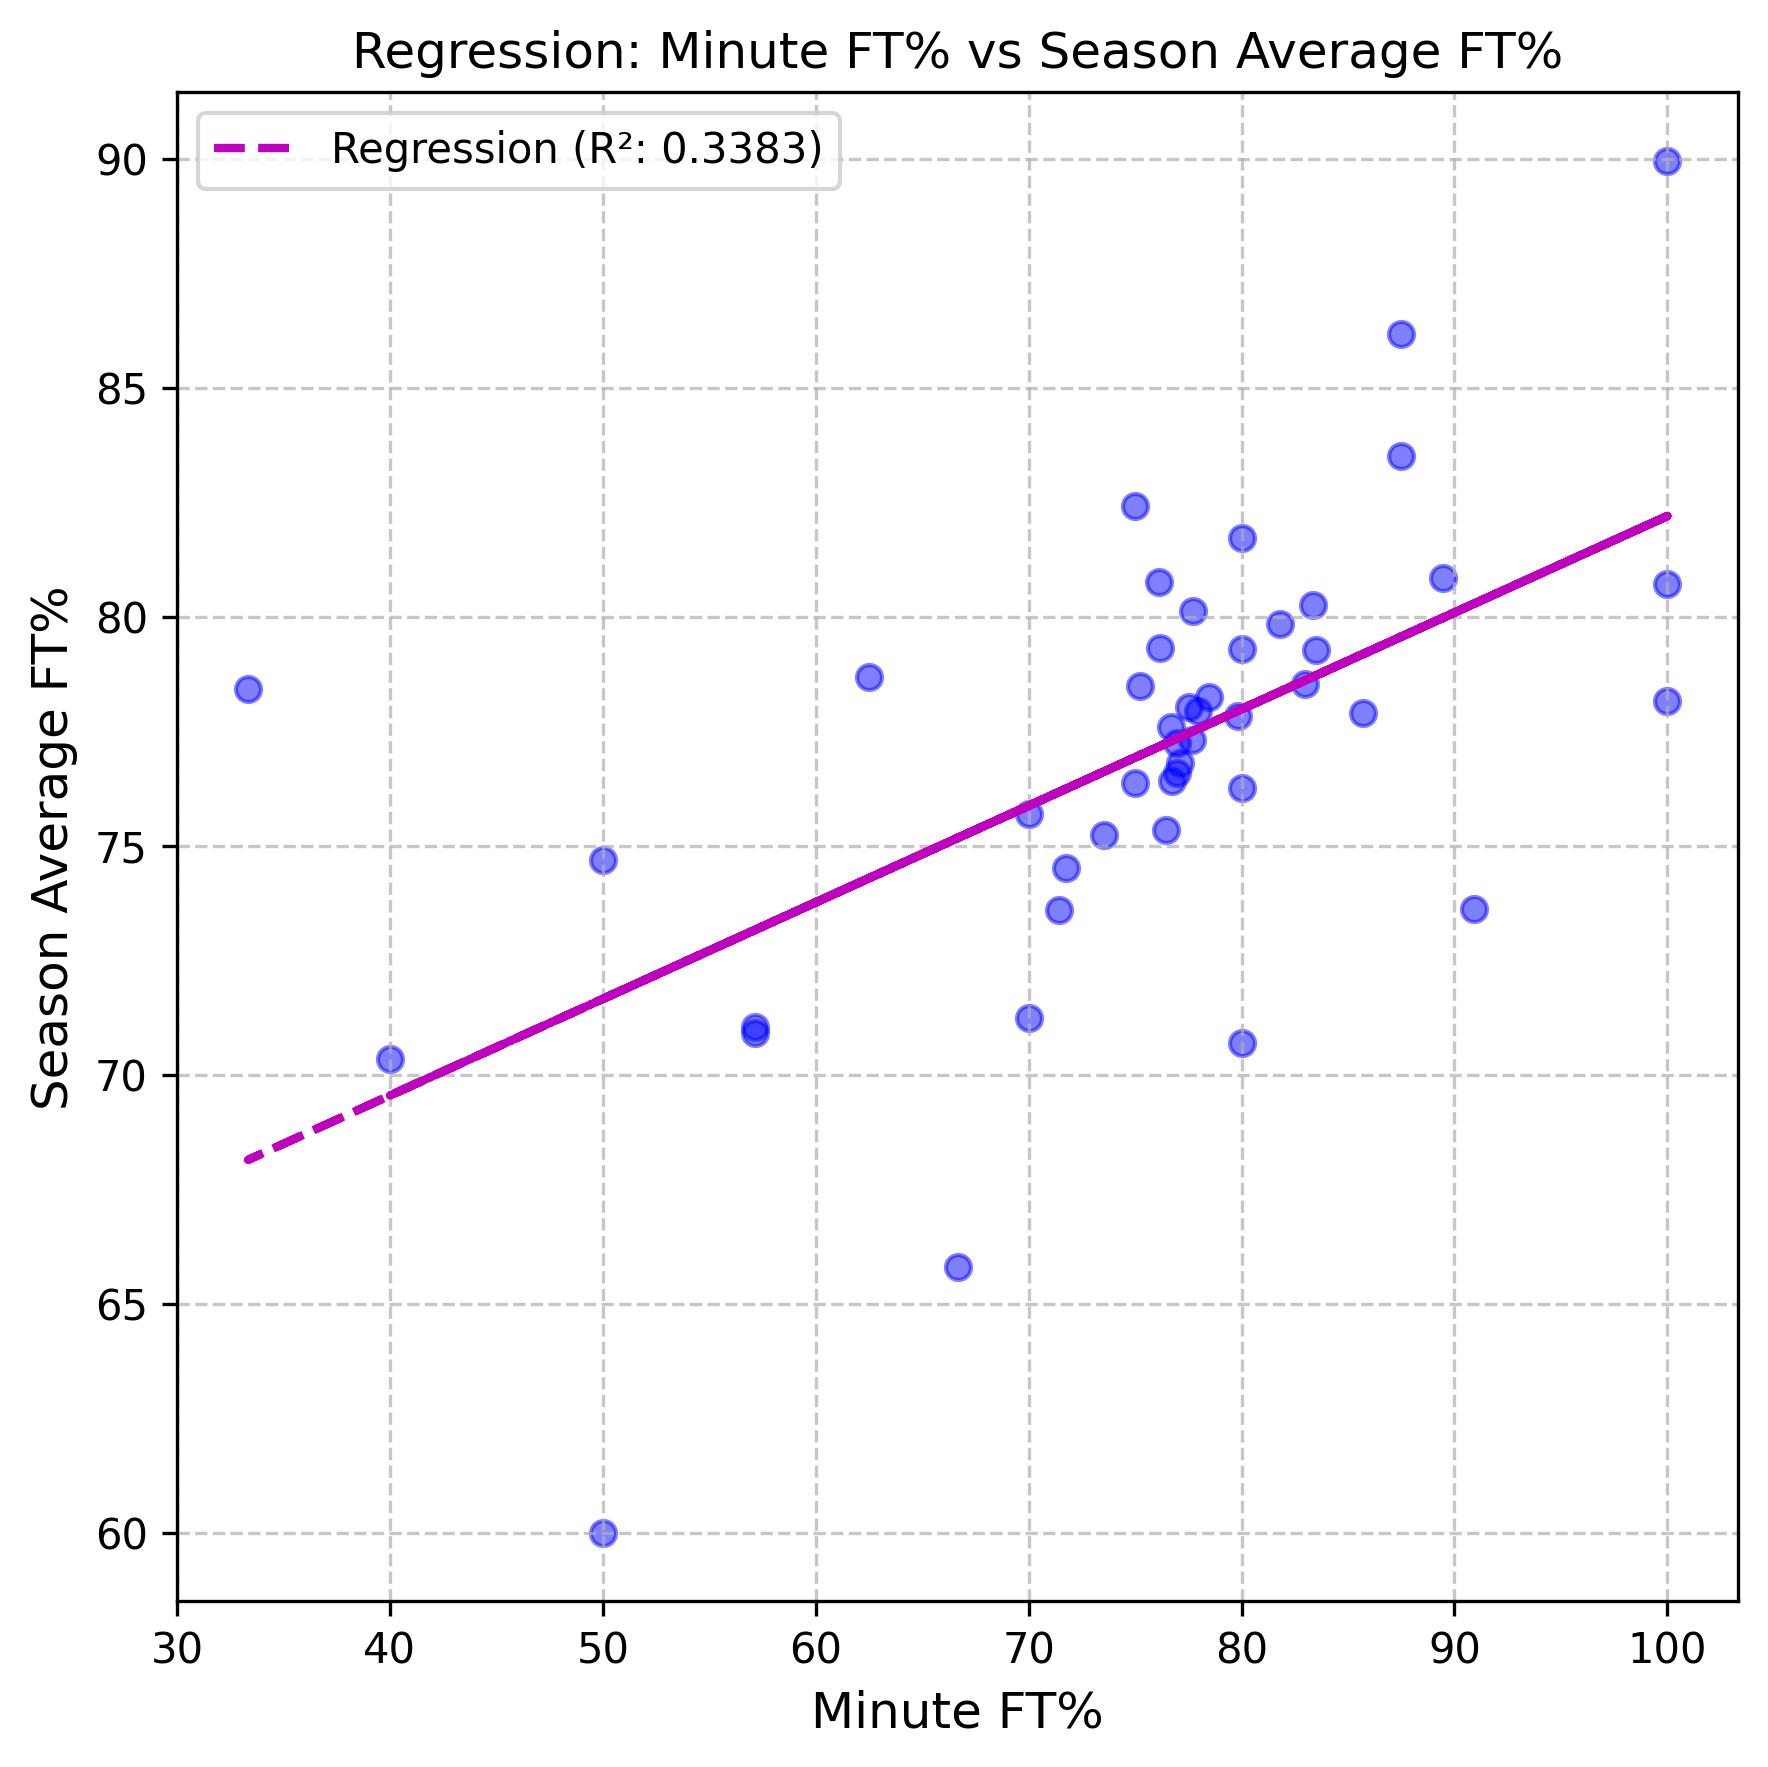 Regression: Minute FT% vs Season Average FT%
Regression (R²: 0.3383)
90
85
80
75
70
65
60
Season Average FT%
30 40 50 60 70 80 90 100
Minute FT%